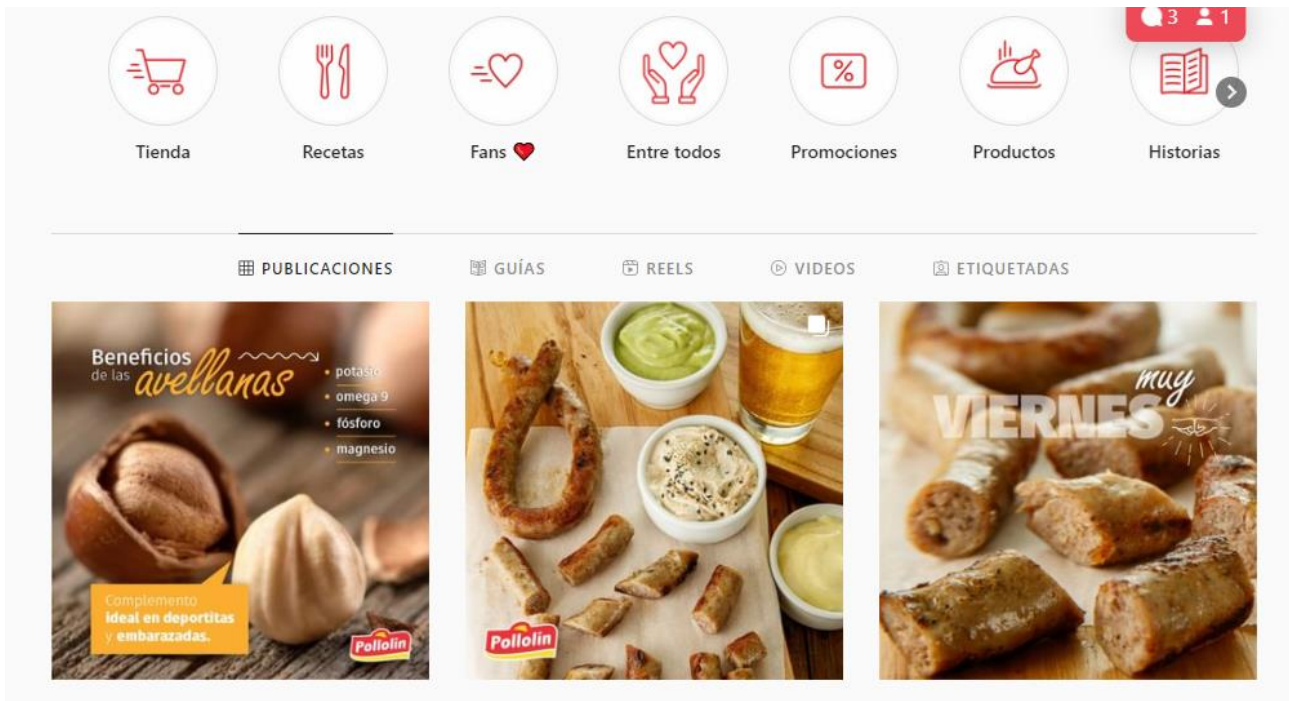 3 1
Tienda
Recetas
Fans ❤
Entre todos
Promociones
Productos
Historias
PUBLICACIONES
GUÍAS
REELS
VIDEOS
ETIQUETADAS
Beneficios
de las avellanas
• potasio
• omega 9
• fósforo
• magnesio
Complemento
ideal en deportitas
y embarazadas.
Pollolin
Pollolin
muy
VIERNES